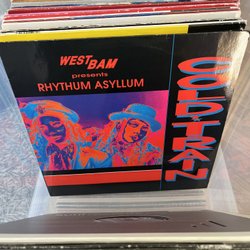 WESTBAM
presents
RHYTHUM ASYLLUM
COLDTRAIN